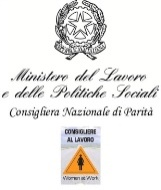 Ministero del Lavoro
e delle Politiche Sociali
Consigliera Nazionale di Parità
CONSIGLIERE
AL LAVORO
Women at Work